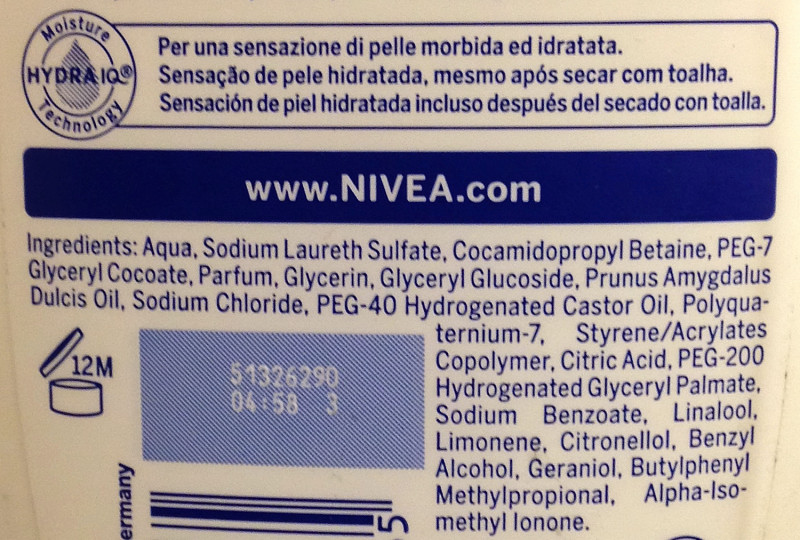 Moisture
HYDRA IQ®
Technology
Per una sensazione di pelle morbida ed idratata.
Sensação de pele hidratada, mesmo após secar com toalha.
Sensación de piel hidratada incluso después del secado con toalla.
www.NIVEA.com
Ingredients: Aqua, Sodium Laureth Sulfate, Cocamidopropyl Betaine, PEG-7
Glyceryl Cocoate, Parfum, Glycerin, Glyceryl Glucoside, Prunus Amygdalus
Dulcis Oil, Sodium Chloride, PEG-40 Hydrogenated Castor Oil, Polyqua-
ternium-7, Styrene/Acrylates
Copolymer, Citric Acid, PEG-200
Hydrogenated Glyceryl Palmate,
Sodium Benzoate, Linalool,
Limonene, Citronellol, Benzyl
Alcohol, Geraniol, Butylphenyl
Methylpropional, Alpha-Iso-
methyl Ionone.
12M
51326290
04:58 3
ermany
5